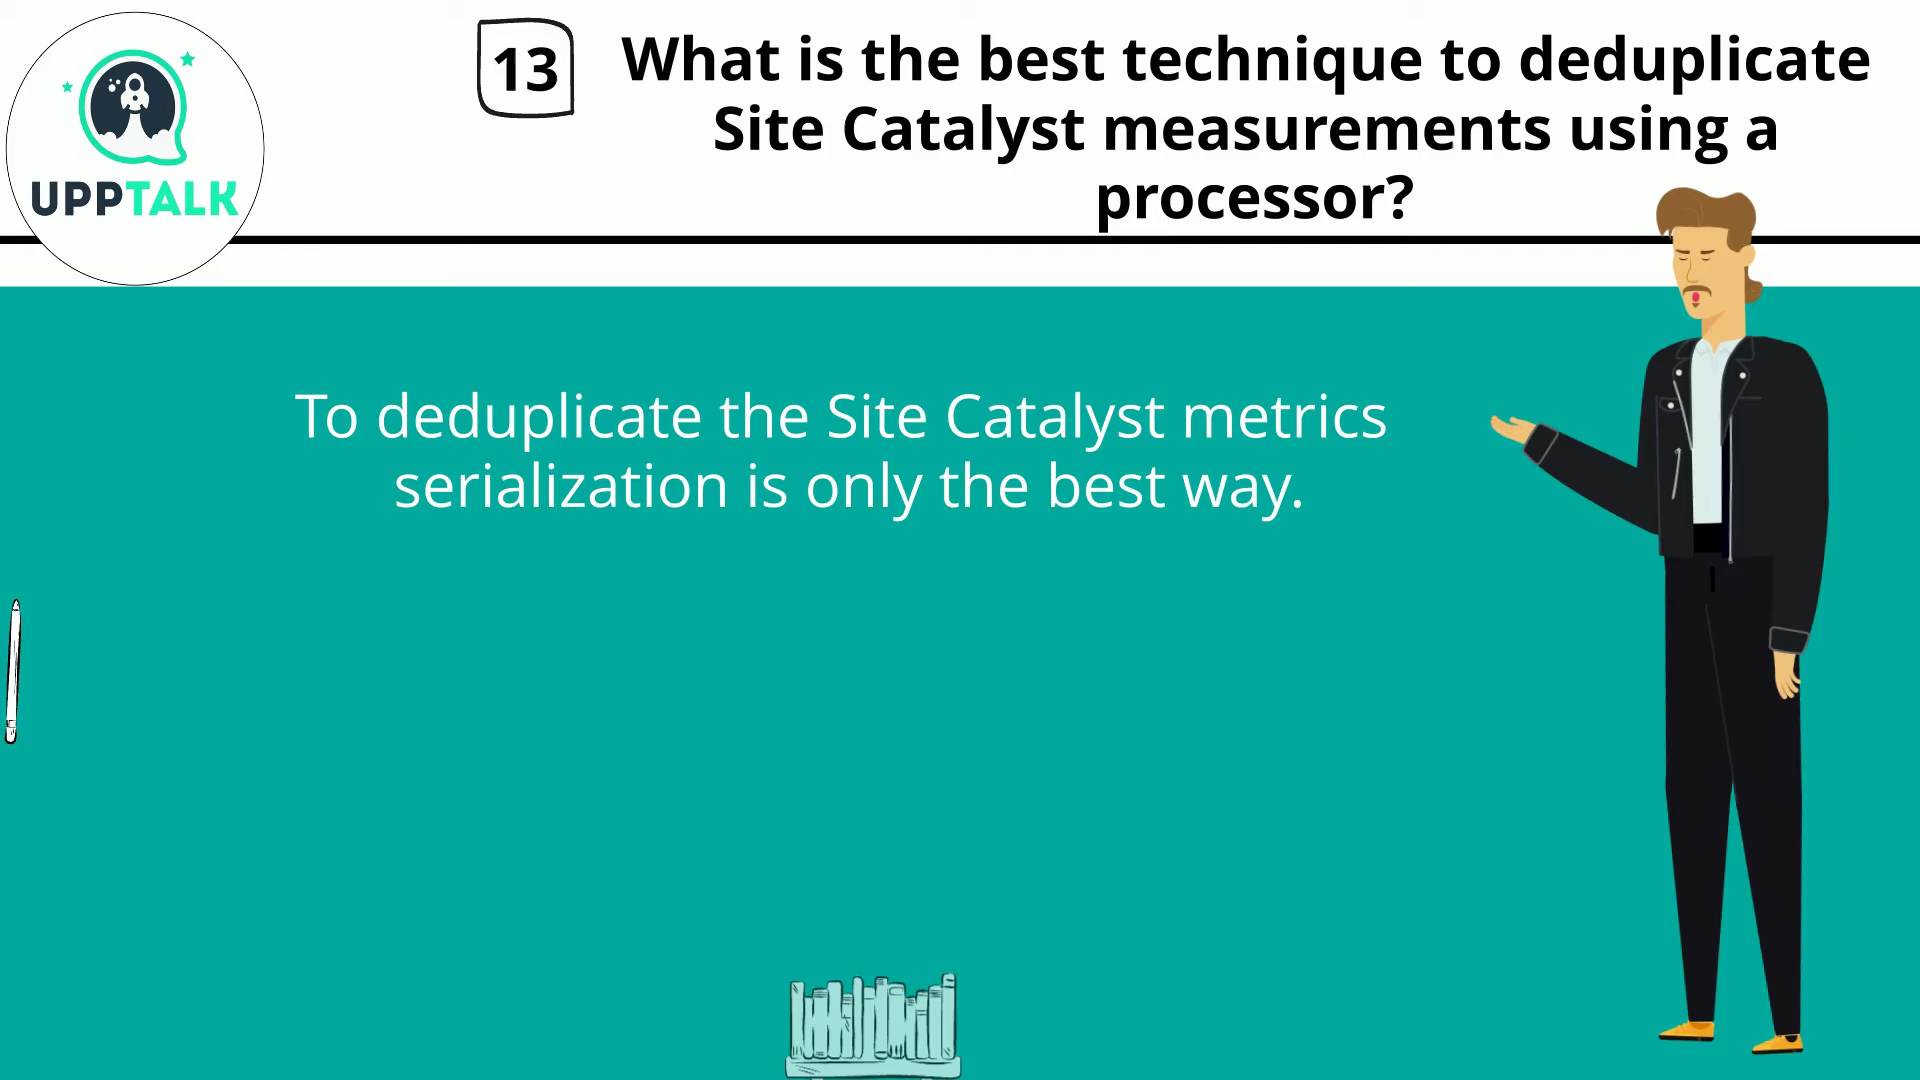 UPPTALK
13
What is the best technique to deduplicate
Site Catalyst measurements using a
processor?
To deduplicate the Site Catalyst metrics
serialization is only the best way.